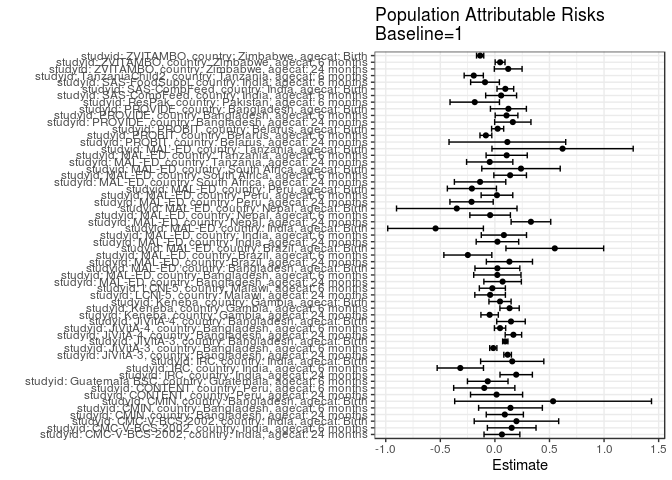 Population Attributable Risks
Baseline=1
studyid: ZVITAMBO, country: Zimbabwe, agecat: Birth
studyid: ZVITAMBO, country: Zimbabwe, agecat: 6 months
studyid: ZVITAMBO, country: Zimbabwe, agecat: 24 months
studyid: TanzaniaChild2, country: Tanzania, agecat: 6 months
studyid: SAS-FoodSuppl, country: India, agecat: 6 months
studyid: SAS-CompFeed, country: India, agecat: Birth
studyid: SAS-CompFeed, country: India, agecat: 6 months
studyid: ResPak, country: Pakistan, agecat: 6 months
studyid: PROVIDE, country: Bangladesh, agecat: Birth
studyid: PROVIDE, country: Bangladesh, agecat: 6 months
studyid: PROVIDE, country: Bangladesh, agecat: 24 months
studyid: PROBIT, country: Belarus, agecat: Birth
studyid: PROBIT, country: Belarus, agecat: 6 months
studyid: PROBIT, country: Belarus, agecat: 24 months
studyid: MAL-ED, country: Tanzania, agecat: Birth
studyid: MAL-ED, country: Tanzania, agecat: 6 months
studyid: MAL-ED, country: Tanzania, agecat: 24 months
studyid: MAL-ED, country: South Africa, agecat: Birth
studyid: MAL-ED, country: South Africa, agecat: 6 months
studyid: MAL-ED, country: South Africa, agecat: 24 months
studyid: MAL-ED, country: Peru, agecat: Birth
studyid: MAL-ED, country: Peru, agecat: 6 months
studyid: MAL-ED, country: Peru, agecat: 24 months
studyid: MAL-ED, country: Nepal, agecat: Birth
studyid: MAL-ED, country: Nepal, agecat: 6 months
studyid: MAL-ED, country: Nepal, agecat: 24 months
studyid: MAL-ED, country: India, agecat: Birth
studyid: MAL-ED, country: India, agecat: 6 months
studyid: MAL-ED, country: India, agecat: 24 months
studyid: MAL-ED, country: Brazil, agecat: Birth
studyid: MAL-ED, country: Brazil, agecat: 6 months
studyid: MAL-ED, country: Brazil, agecat: 24 months
studyid: MAL-ED, country: Bangladesh, agecat: Birth
studyid: MAL-ED, country: Bangladesh, agecat: 6 months
studyid: MAL-ED, country: Bangladesh, agecat: 24 months
studyid: LCNI-5, country: Malawi, agecat: 6 months
studyid: LCNI-5, country: Malawi, agecat: 24 months
studyid: Keneba, country: Gambia, agecat: Birth
studyid: Keneba, country: Gambia, agecat: 6 months
studyid: Keneba, country: Gambia, agecat: 24 months
studyid: JiVitA-4, country: Bangladesh, agecat: Birth
studyid: JiVitA-4, country: Bangladesh, agecat: 6 months
studyid: JiVitA-4, country: Bangladesh, agecat: 24 months
studyid: JiVitA-3, country: Bangladesh, agecat: Birth
studyid: JiVitA-3, country: Bangladesh, agecat: 6 months
studyid: JiVitA-3, country: Bangladesh, agecat: 24 months
studyid: IRC, country: India, agecat: Birth
studyid: IRC, country: India, agecat: 6 months
studyid: IRC, country: India, agecat: 24 months
studyid: Guatemala BSC, country: Guatemala, agecat: 6 months
studyid: CONTENT, country: Peru, agecat: 6 months
studyid: CONTENT, country: Peru, agecat: 24 months
studyid: CMIN, country: Bangladesh, agecat: Birth
studyid: CMIN, country: Bangladesh, agecat: 6 months
studyid: CMIN, country: Bangladesh, agecat: 24 months
studyid: CMC-V-BCS-2002, country: India, agecat: Birth
studyid: CMC-V-BCS-2002, country: India, agecat: 6 months
studyid: CMC-V-BCS-2002, country: India, agecat: 24 months
-1.0 -0.5 0.0 0.5 1.0 1.5
Estimate